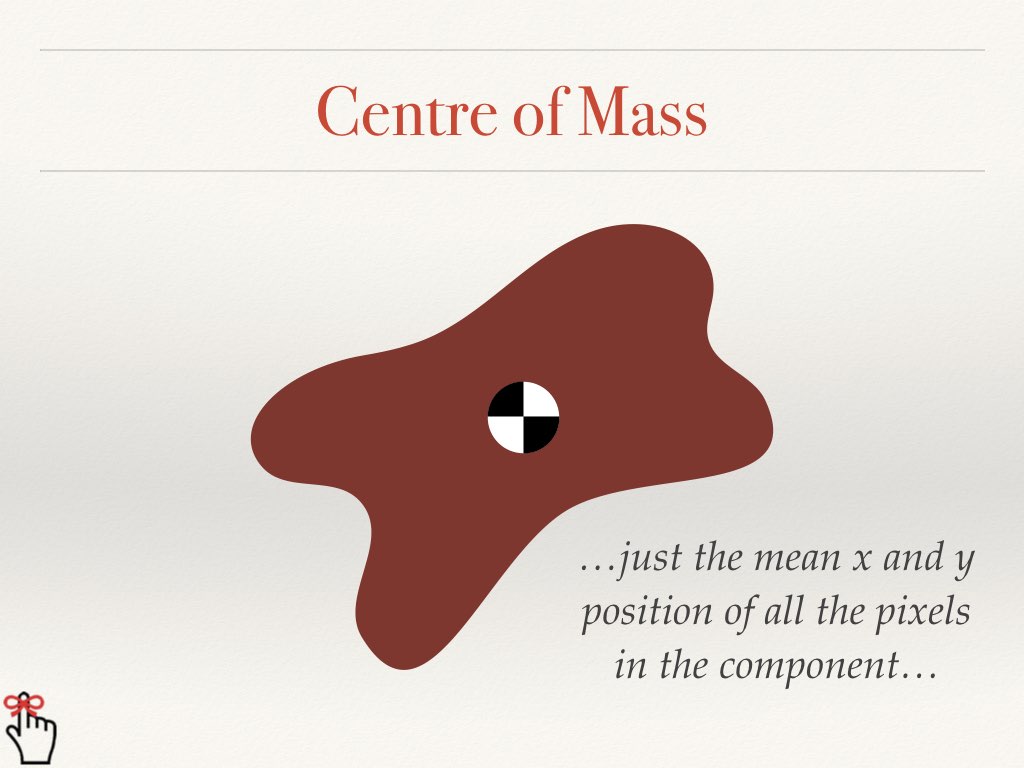 Centre of Mass
…just the mean x and y
position of all the pixels
in the component…